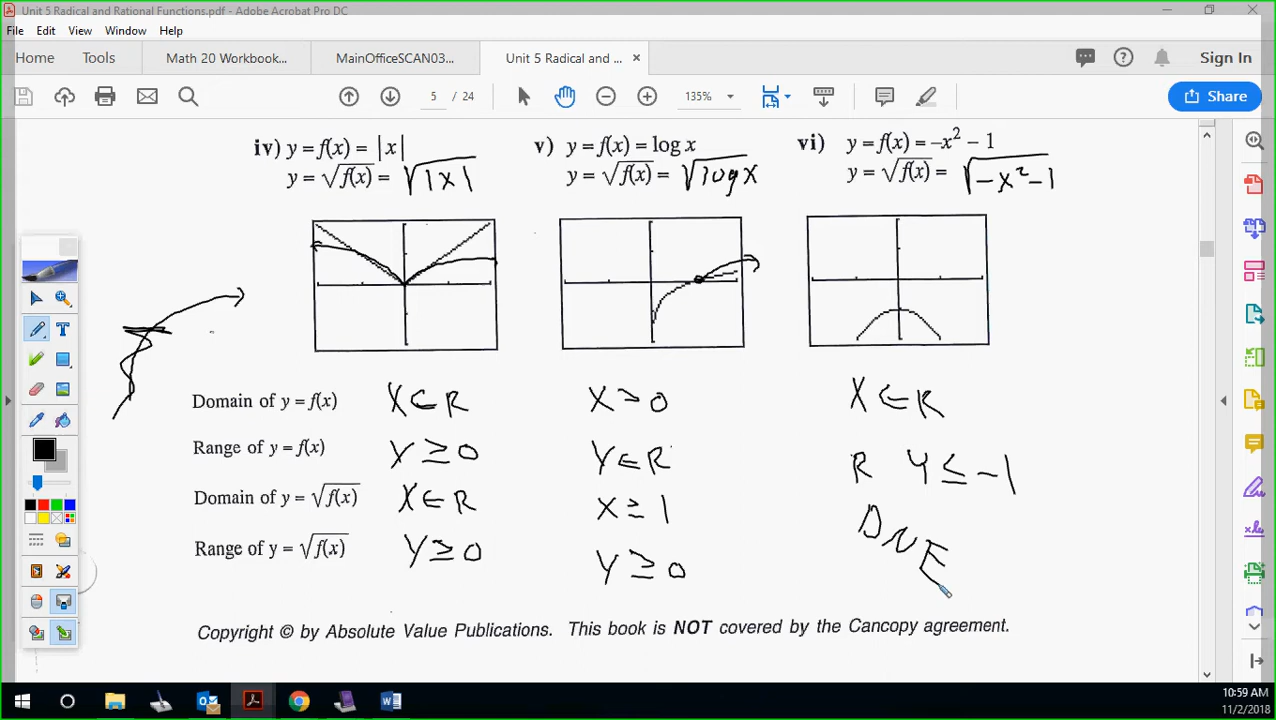 Unit 5 Radical and Rational Functions.pdf - Adobe Acrobat Pro DC
File Edit View Window Help
Home Tools Math 20 Workbook... MainOfficeSCAN03... Unit 5 Radical and ... × Sign In
5 / 24 135% Share
iv) y = f(x) = |x| v) y = f(x) = log x vi) y = f(x) = –x² – 1
y = √f(x) = √|x| y = √f(x) = √log x y = √f(x) = √-x²-1
Domain of y = f(x) X ∈ R X > 0 X ∈ R
Range of y = f(x) Y ≥ 0 Y ∈ R R Y ≤ -1
Domain of y = √f(x) X ∈ R X ≥ 1 DNE
Range of y = √f(x) Y ≥ 0 Y ≥ 0
Copyright © by Absolute Value Publications. This book is NOT covered by the Cancopy agreement.
10:59 AM
11/2/2018